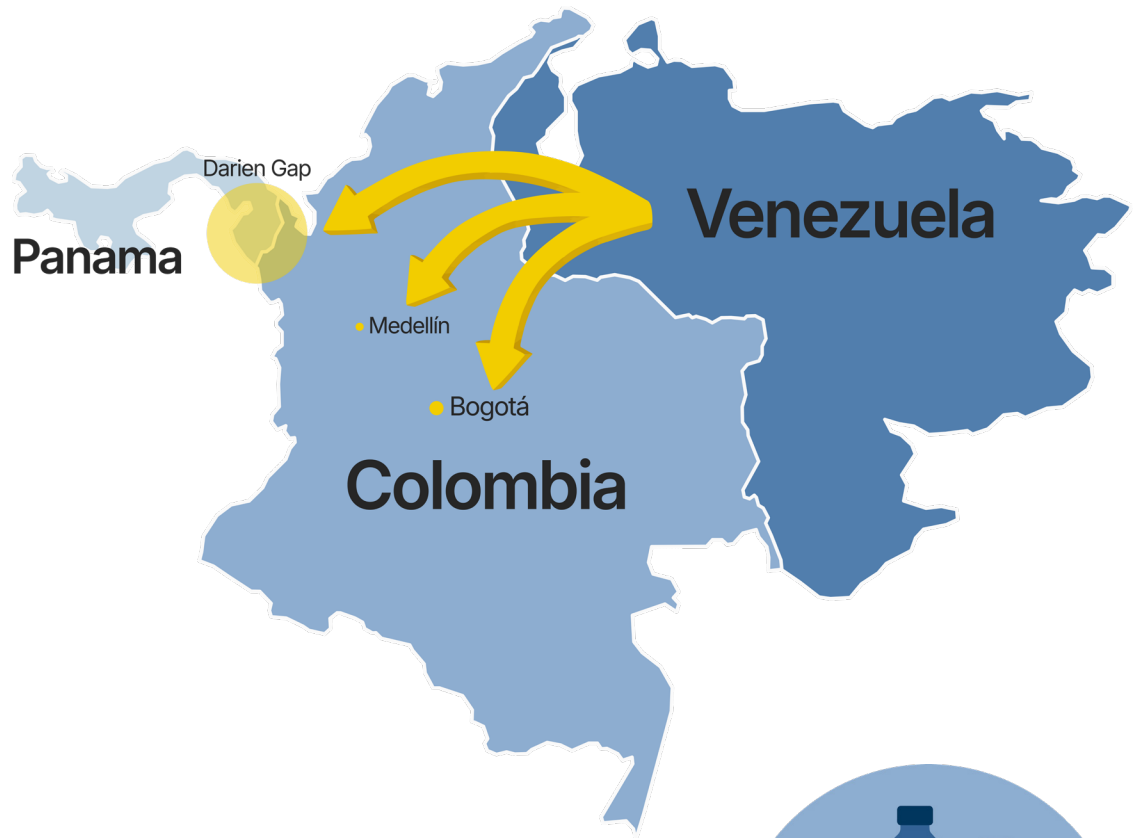 Darien Gap
Venezuela
Panama
Medellín
Bogotá
Colombia